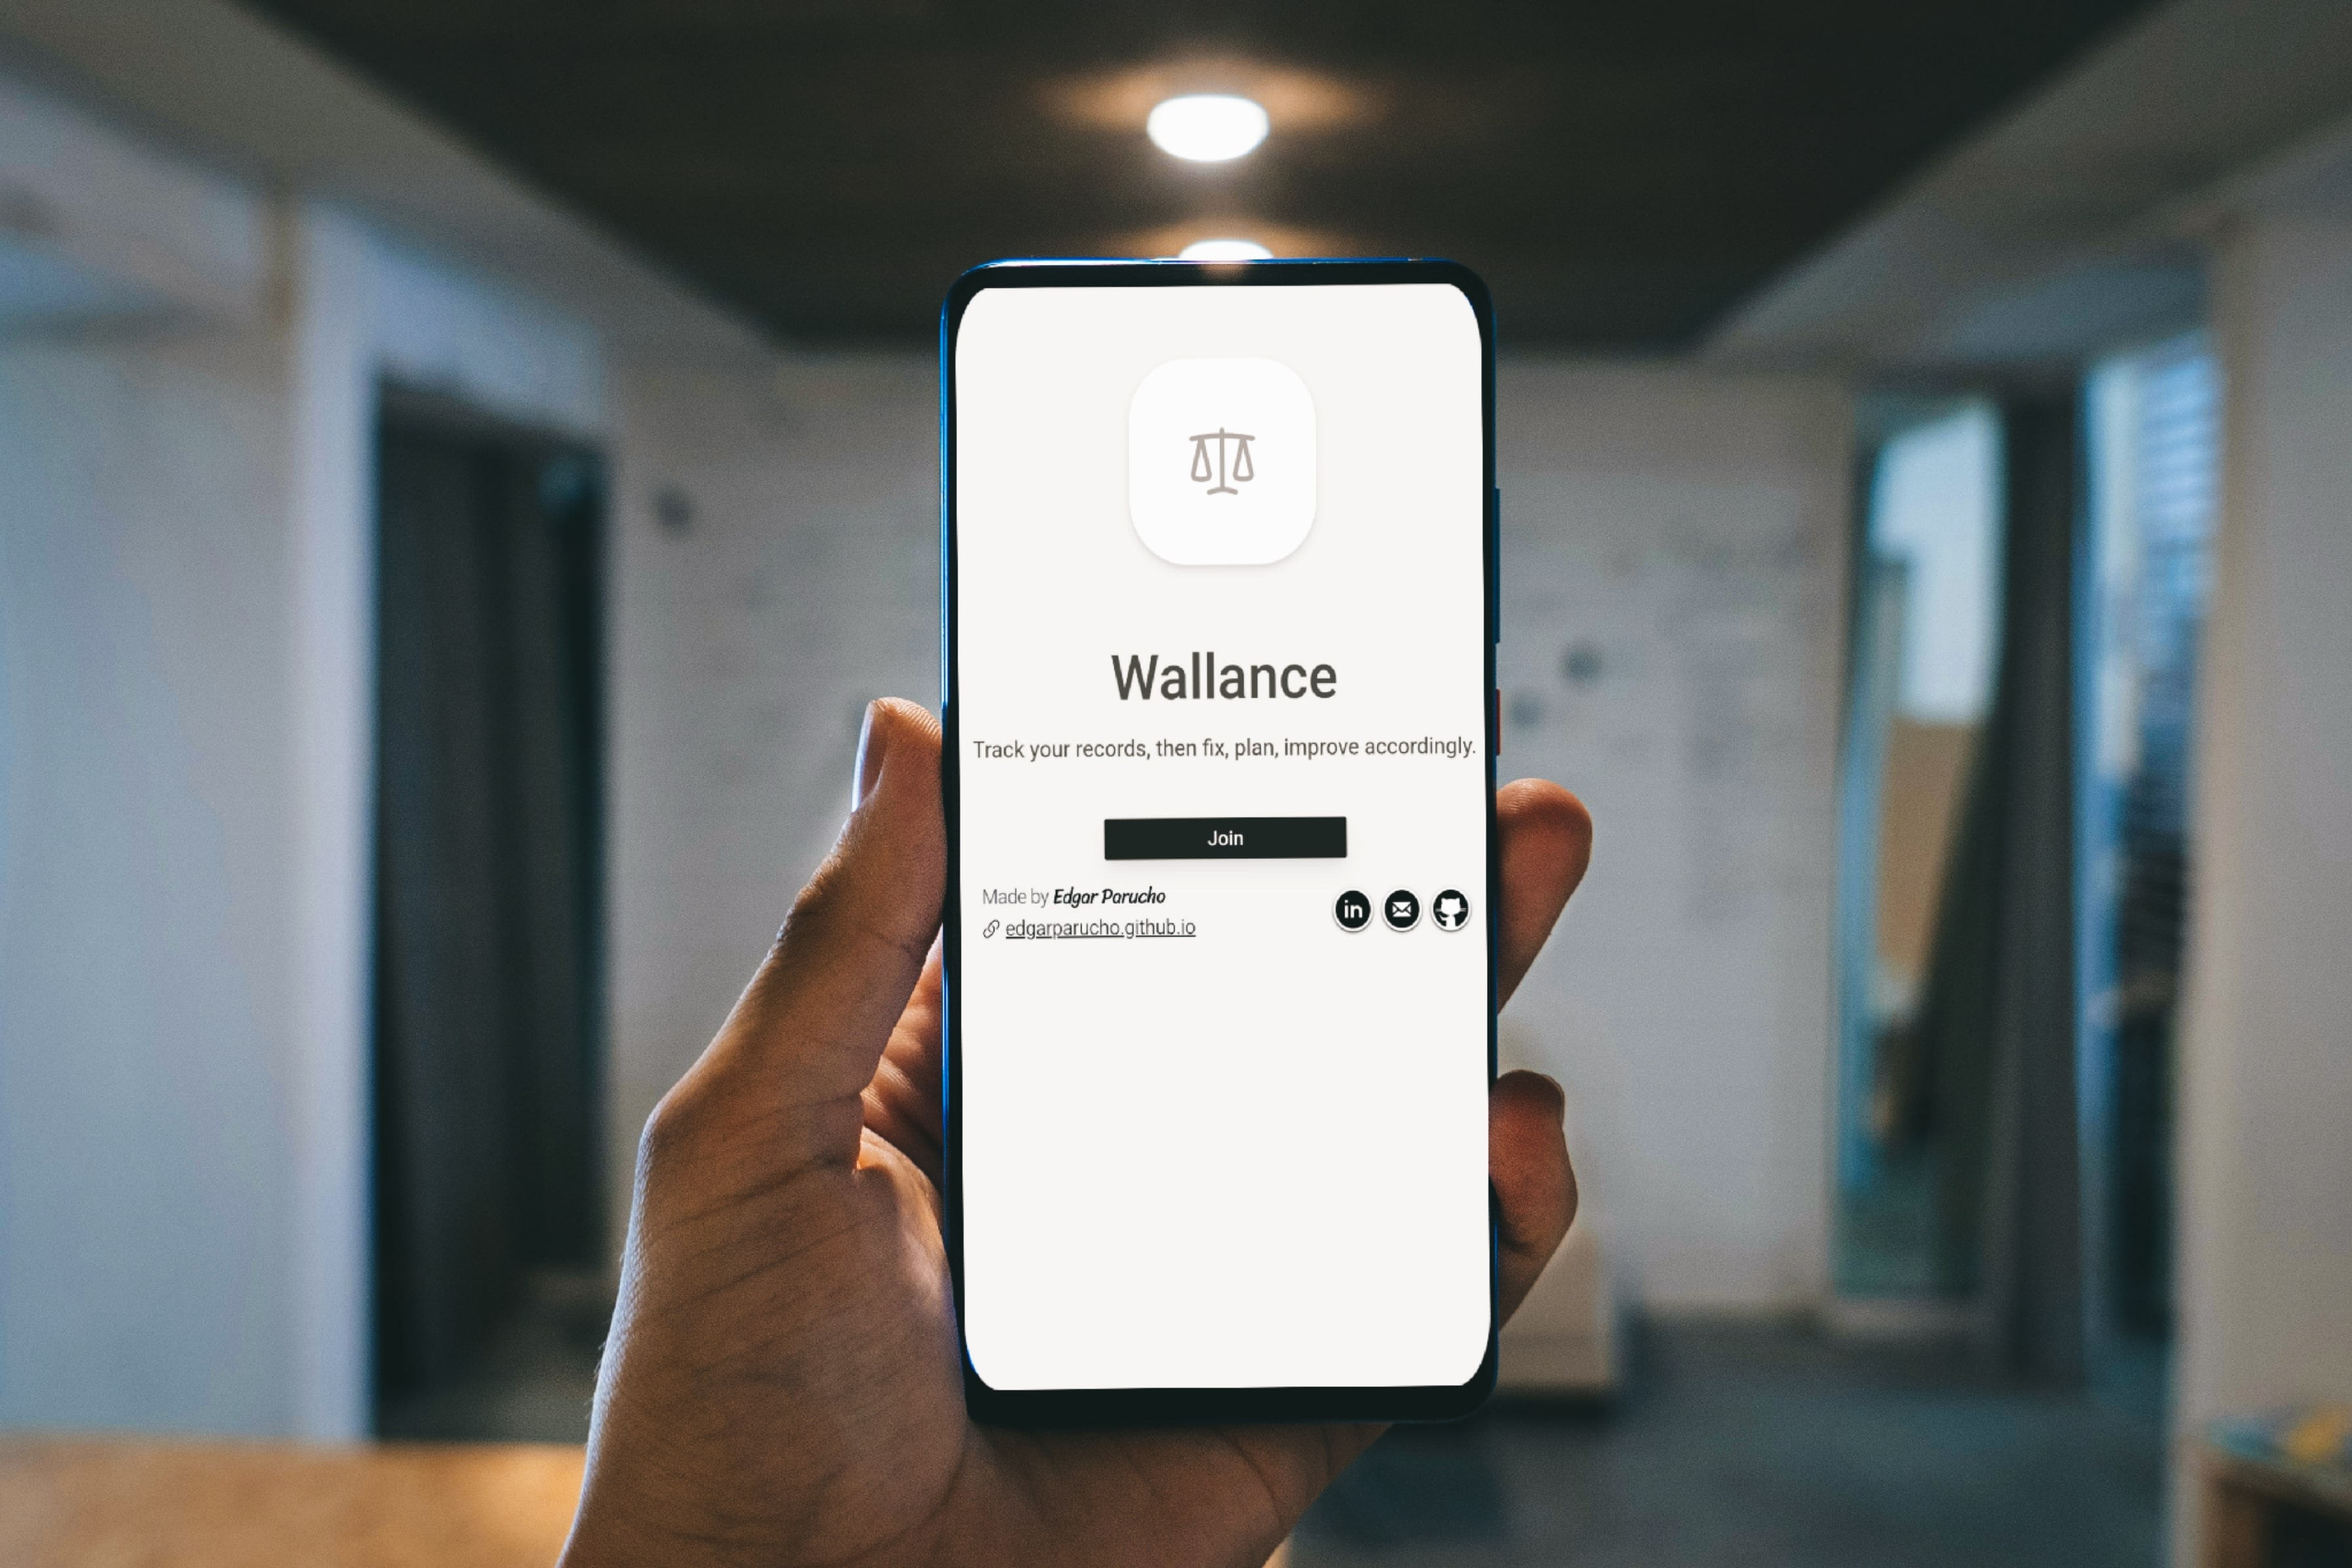 Wallance
Track your records, then fix, plan, improve accordingly.
Join
Made by Edgar Parucho
edgarparucho.github.io
in